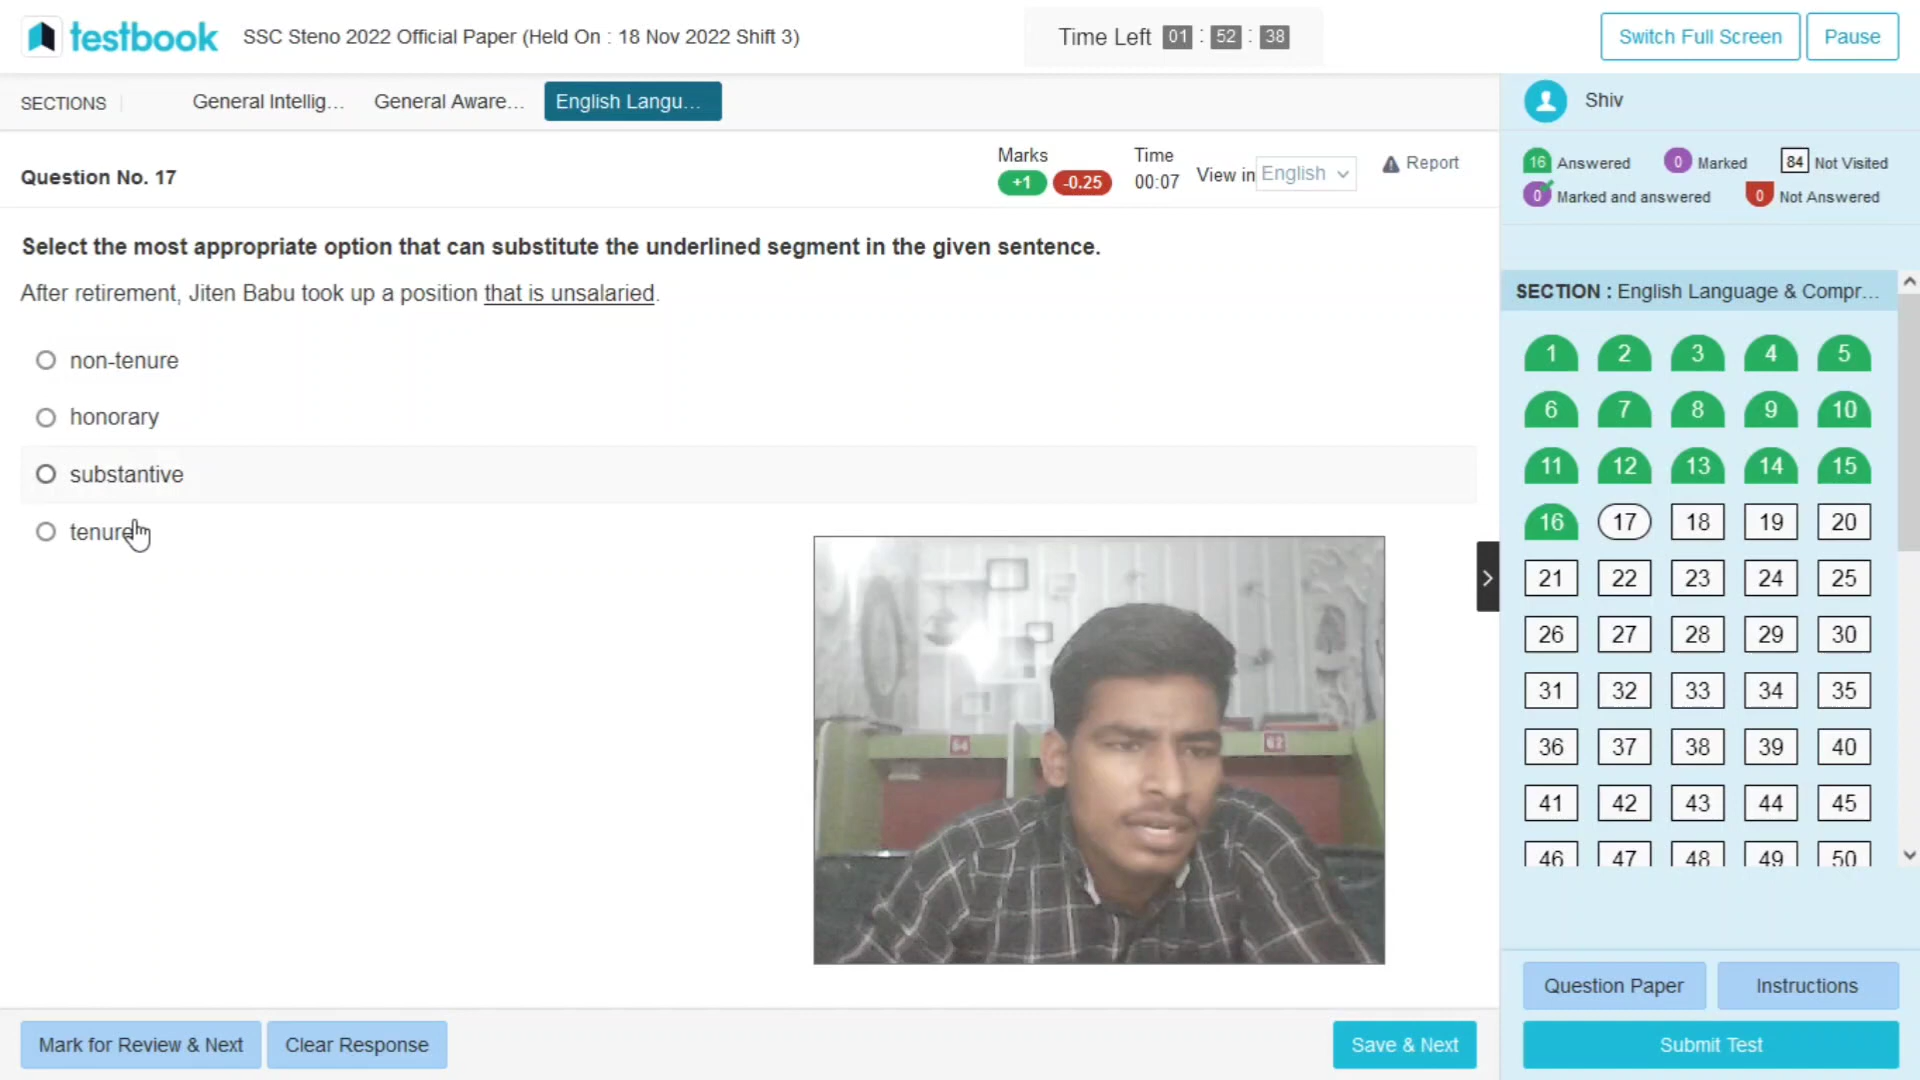 testbook
SSC Steno 2022 Official Paper (Held On : 18 Nov 2022 Shift 3)
Time Left 01 : 52 : 38
Switch Full Screen
Pause
SECTIONS
General Intellig...
General Aware...
English Langu...
Shiv
Question No. 17
Marks
+1 -0.25
Time
00:07
View in English
Report
16 Answered
0 Marked
84 Not Visited
0 Marked and answered
0 Not Answered
Select the most appropriate option that can substitute the underlined segment in the given sentence.
After retirement, Jiten Babu took up a position that is unsalaried.
non-tenure
honorary
substantive
tenure
SECTION : English Language & Compr...
1 2 3 4 5
6 7 8 9 10
11 12 13 14 15
16 17 18 19 20
21 22 23 24 25
26 27 28 29 30
31 32 33 34 35
36 37 38 39 40
41 42 43 44 45
46 47 48 49 50
64
62
Question Paper
Instructions
Mark for Review & Next
Clear Response
Save & Next
Submit Test